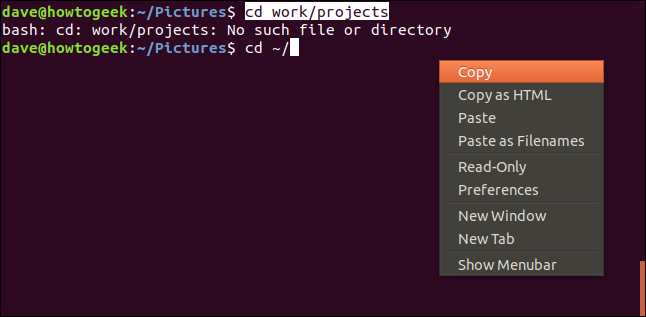 dave@howtogeek:~/Pictures$ cd work/projects
bash: cd: work/projects: No such file or directory
dave@howtogeek:~/Pictures$ cd ~/
Copy
Copy as HTML
Paste
Paste as Filenames
Read-Only
Preferences
New Window
New Tab
Show Menubar